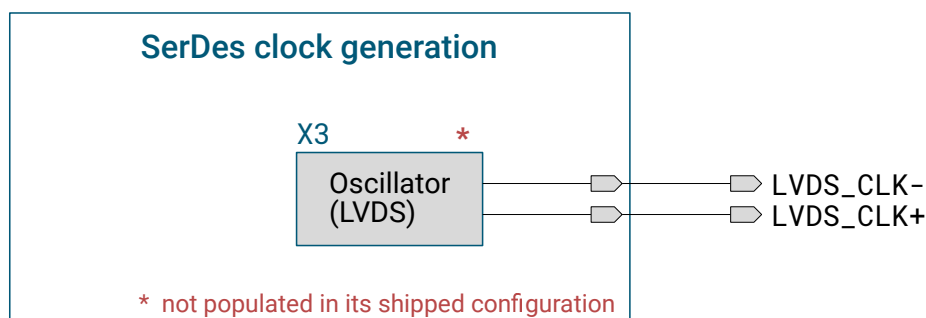 SerDes clock generation
X3 *
Oscillator
(LVDS)
LVDS_CLK-
LVDS_CLK+
* not populated in its shipped configuration